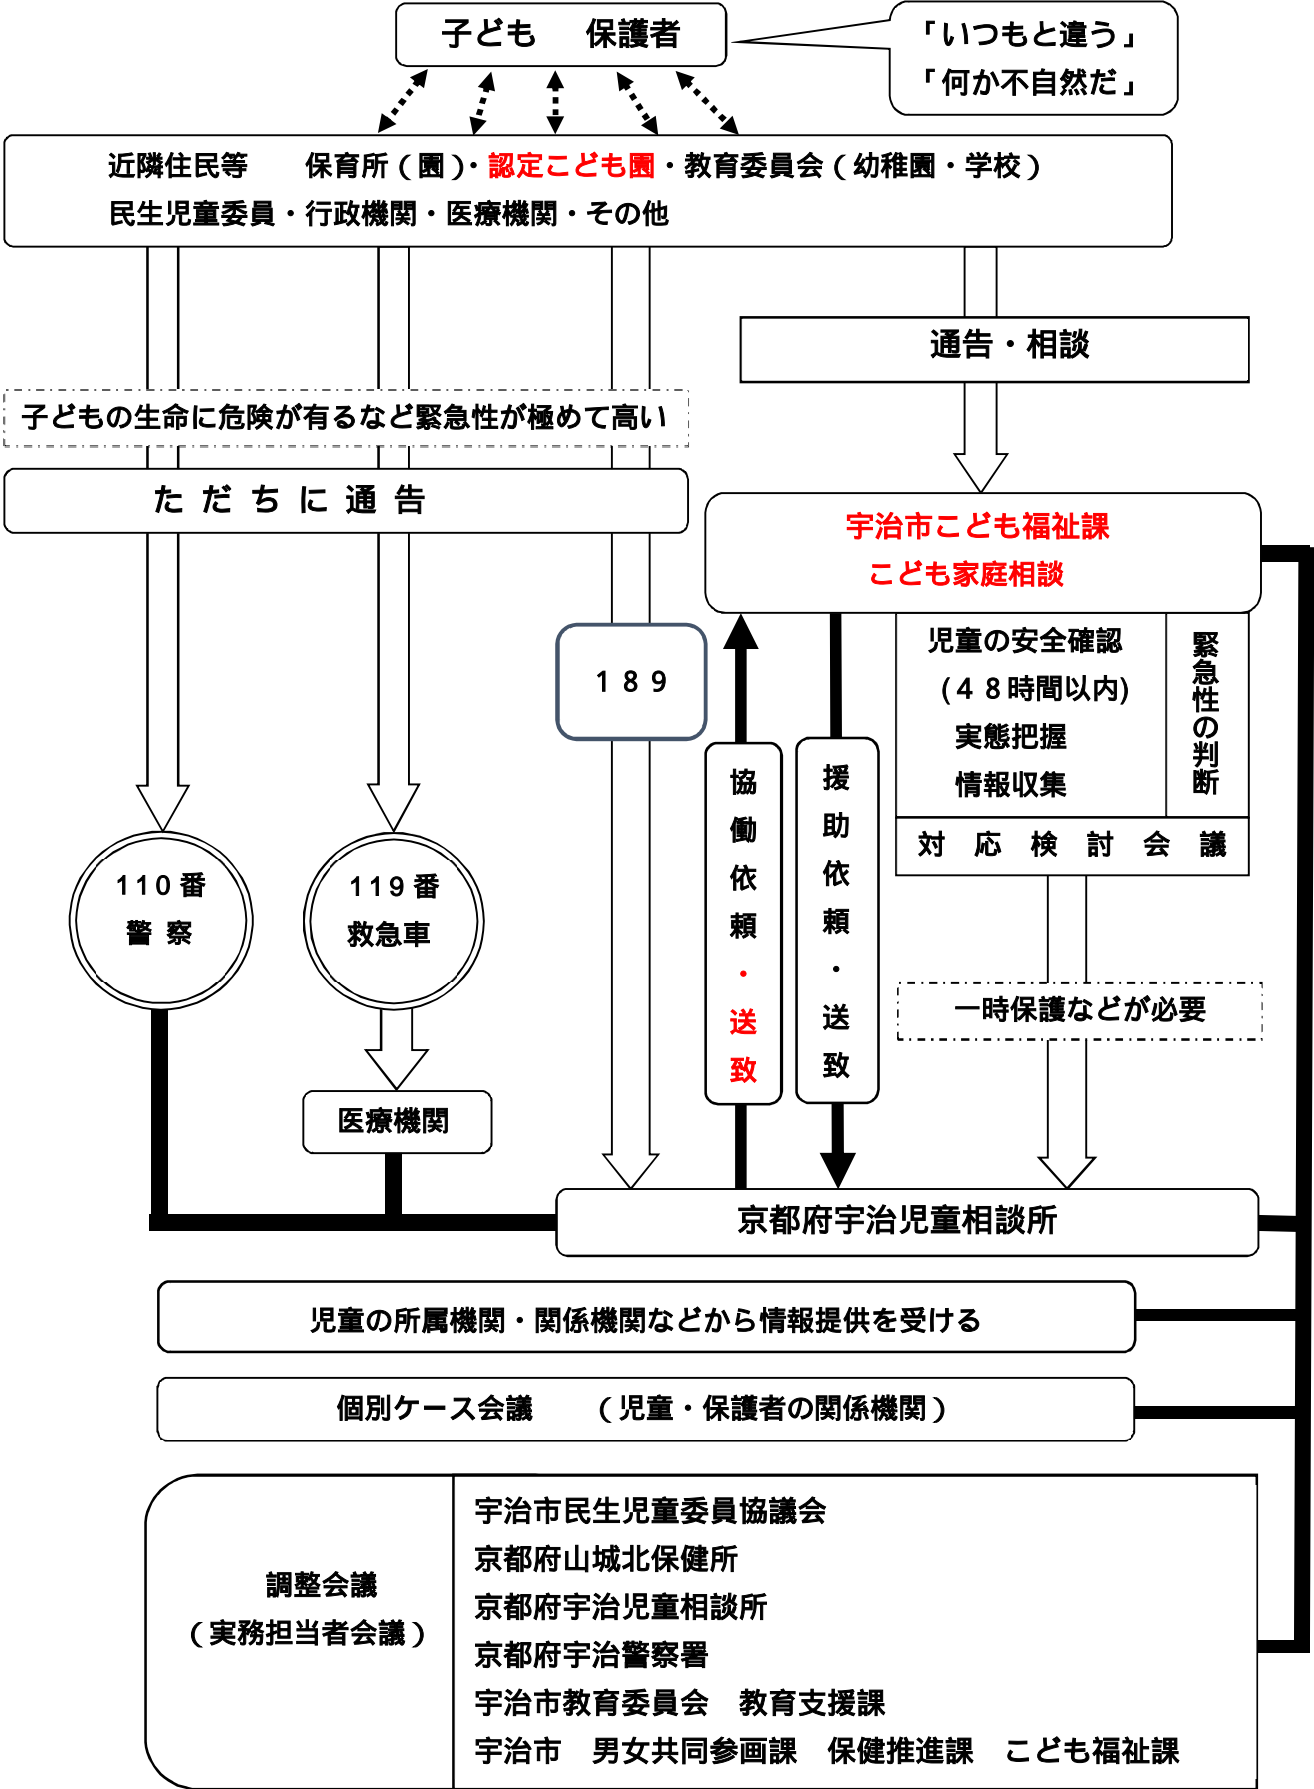 子ども　保護者
「いつもと違う」
「何か不自然だ」
近隣住民等　　保育所（園）・認定こども園・教育委員会（幼稚園・学校）
民生児童委員・行政機関・医療機関・その他
通告・相談
子どもの生命に危険が有るなど緊急性が極めて高い
ただちに通告
宇治市こども福祉課
こども家庭相談
児童の安全確認
(４８時間以内)
実態把握
情報収集
緊急性の判断
対応検討会議
１８９
協働依頼・送致
援助依頼・送致
110番
警察
119番
救急車
一時保護などが必要
医療機関
京都府宇治児童相談所
児童の所属機関・関係機関などから情報提供を受ける
個別ケース会議　　（児童・保護者の関係機関）
調整会議
（実務担当者会議）
宇治市民生児童委員協議会
京都府山城北保健所
京都府宇治児童相談所
京都府宇治警察署
宇治市教育委員会　教育支援課
宇治市　男女共同参画課　保健推進課　こども福祉課